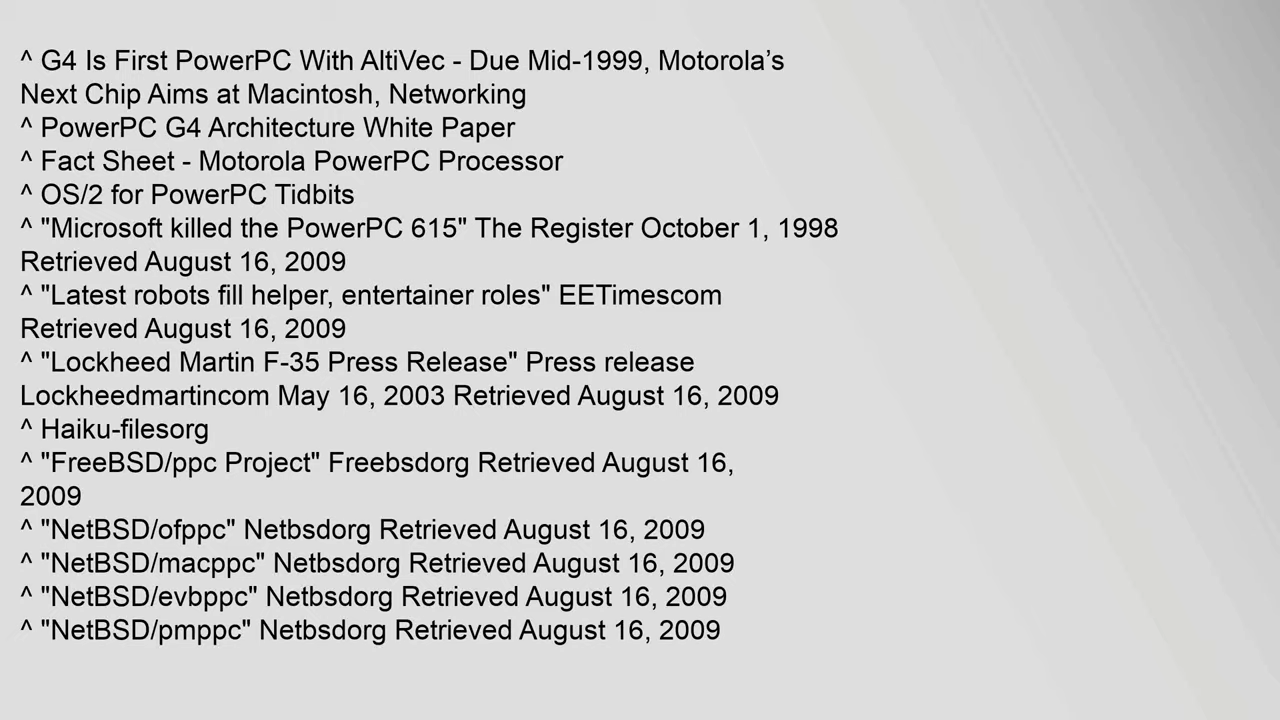 ^ G4 Is First PowerPC With AltiVec - Due Mid-1999, Motorola’s
Next Chip Aims at Macintosh, Networking
^ PowerPC G4 Architecture White Paper
^ Fact Sheet - Motorola PowerPC Processor
^ OS/2 for PowerPC Tidbits
^ "Microsoft killed the PowerPC 615" The Register October 1, 1998
Retrieved August 16, 2009
^ "Latest robots fill helper, entertainer roles" EETimescom
Retrieved August 16, 2009
^ "Lockheed Martin F-35 Press Release" Press release
Lockheedmartincom May 16, 2003 Retrieved August 16, 2009
^ Haiku-filesorg
^ "FreeBSD/ppc Project" Freebsdorg Retrieved August 16,
2009
^ "NetBSD/ofppc" Netbsdorg Retrieved August 16, 2009
^ "NetBSD/macppc" Netbsdorg Retrieved August 16, 2009
^ "NetBSD/evbppc" Netbsdorg Retrieved August 16, 2009
^ "NetBSD/pmppc" Netbsdorg Retrieved August 16, 2009